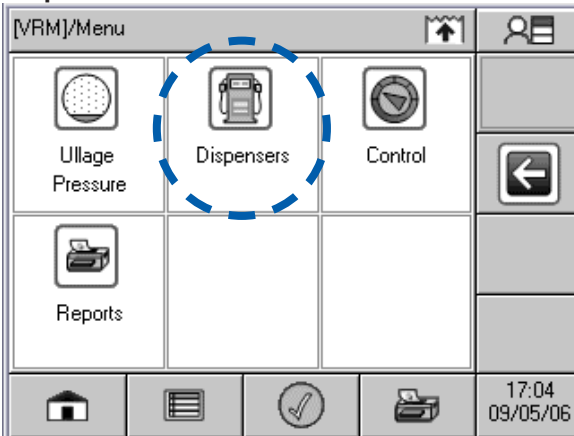 [VRM]/Menu
Ullage
Pressure
Dispensers
Control
Reports
17:04
09/05/06